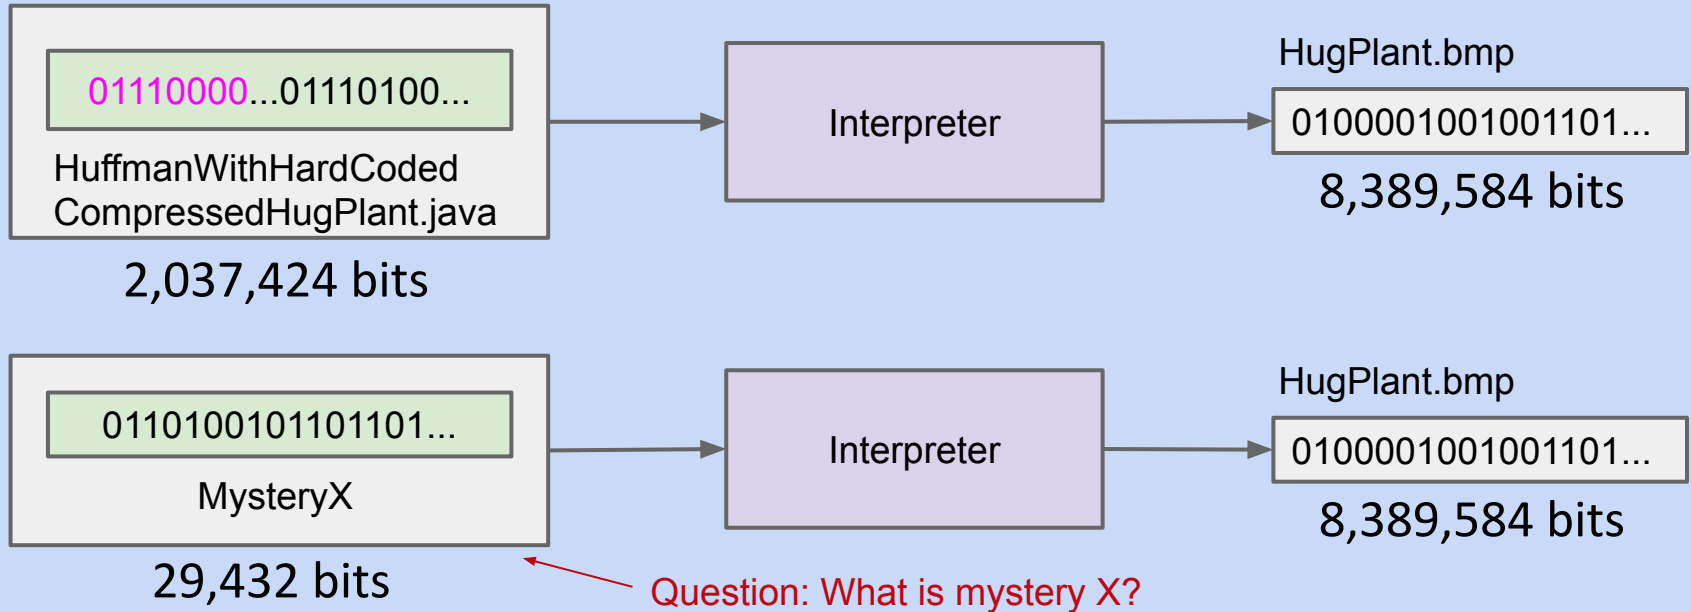 01110000...01110100...
HuffmanWithHardCoded
CompressedHugPlant.java
2,037,424 bits
Interpreter
HugPlant.bmp
0100001001001101...
8,389,584 bits
0110100101101101...
MysteryX
29,432 bits
Interpreter
HugPlant.bmp
0100001001001101...
8,389,584 bits
Question: What is mystery X?